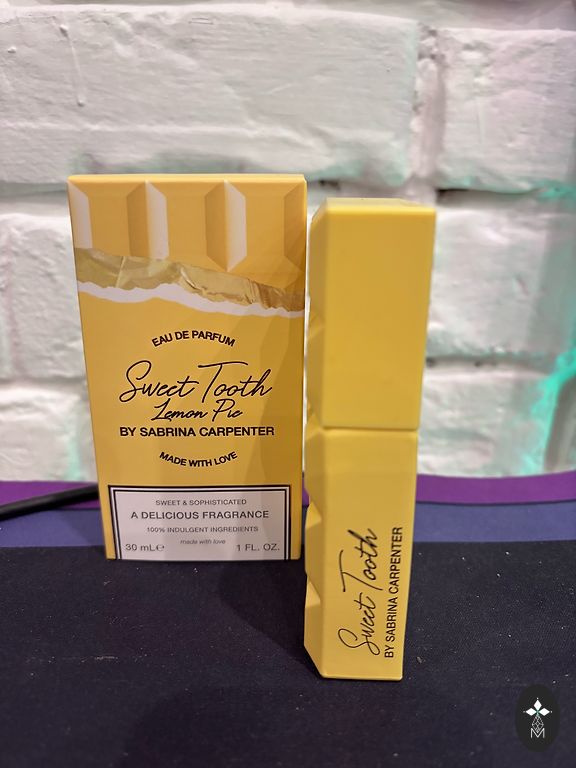 EAU DE PARFUM
Sweet Tooth
Lemon Pie
BY SABRINA CARPENTER
MADE WITH LOVE
SWEET & SOPHISTICATED
A DELICIOUS FRAGRANCE
100% INDULGENT INGREDIENTS
made with love
30 mL℮ 1 FL. OZ.
Sweet Tooth
BY SABRINA CARPENTER
M